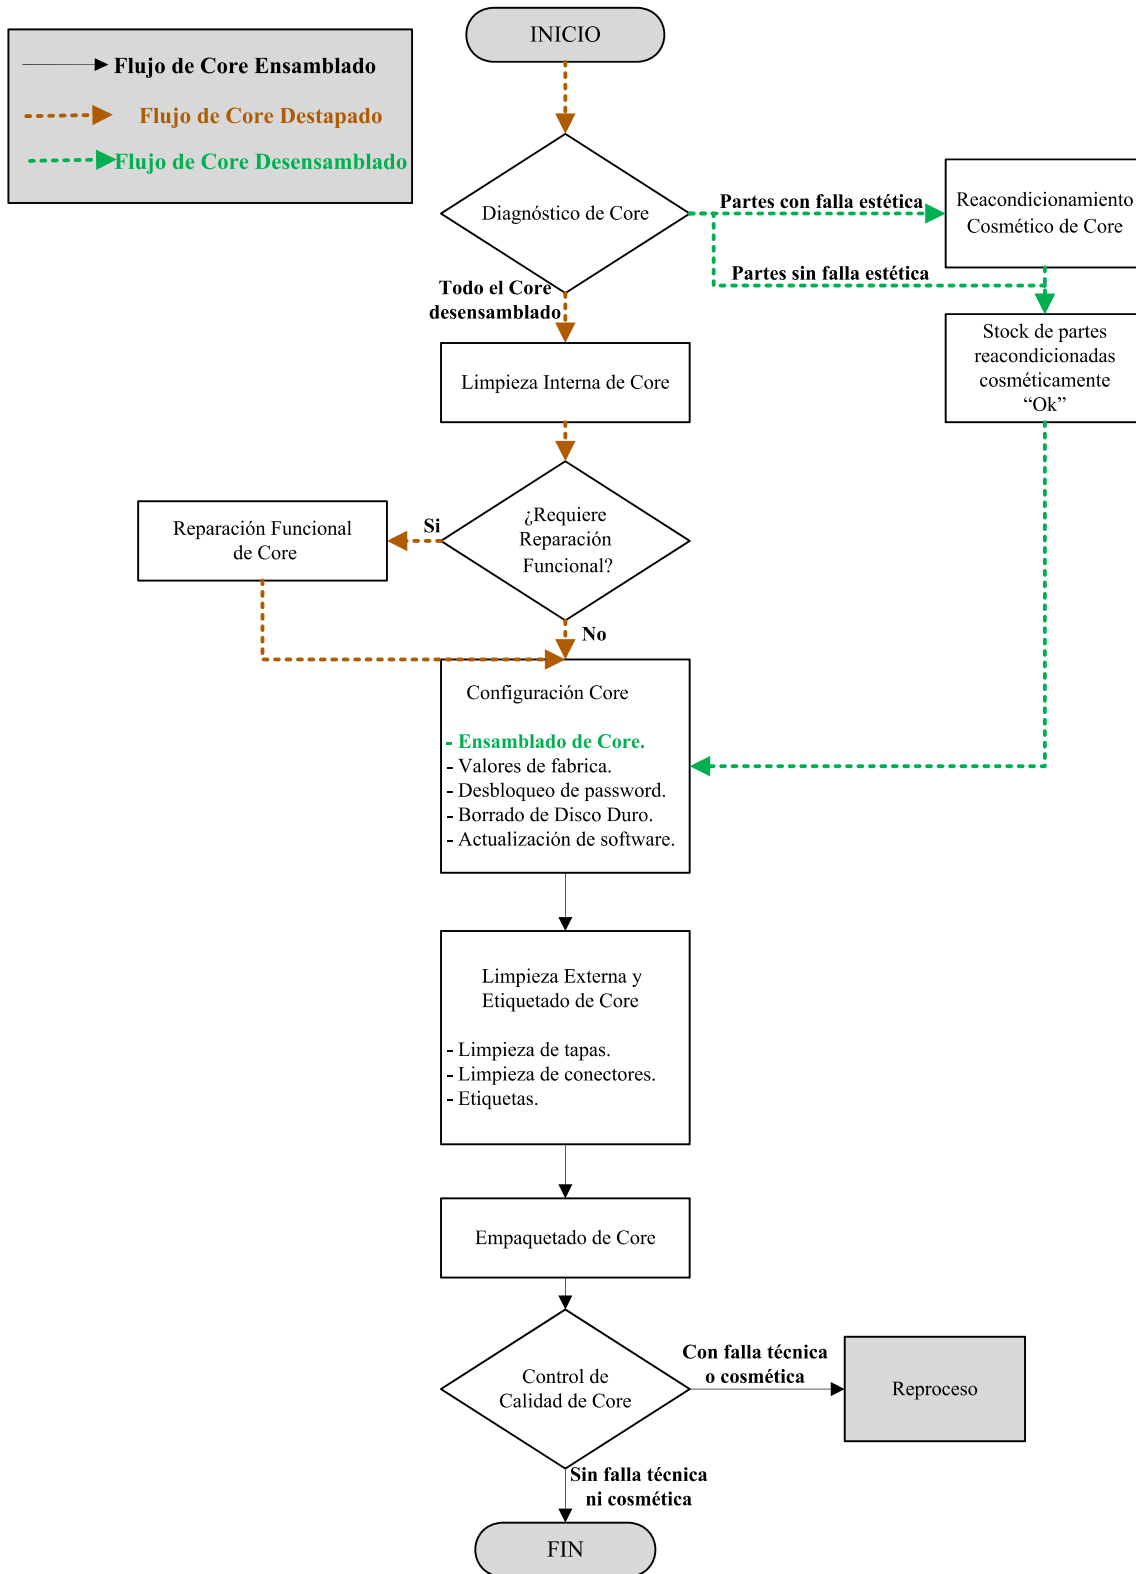 INICIO
Flujo de Core Ensamblado
Flujo de Core Destapado
Flujo de Core Desensamblado
Diagnóstico de Core
Partes con falla estética
Reacondicionamiento
Cosmético de Core
Partes sin falla estética
Todo el Core
desensamblado
Stock de partes
reacondicionadas
cosméticamente
“Ok”
Limpieza Interna de Core
¿Requiere
Reparación
Funcional?
Si
Reparación Funcional
de Core
No
Configuración Core
- Ensamblado de Core.
- Valores de fabrica.
- Desbloqueo de password.
- Borrado de Disco Duro.
- Actualización de software.
Limpieza Externa y
Etiquetado de Core
- Limpieza de tapas.
- Limpieza de conectores.
- Etiquetas.
Empaquetado de Core
Control de
Calidad de Core
Con falla técnica
o cosmética
Reproceso
Sin falla técnica
ni cosmética
FIN